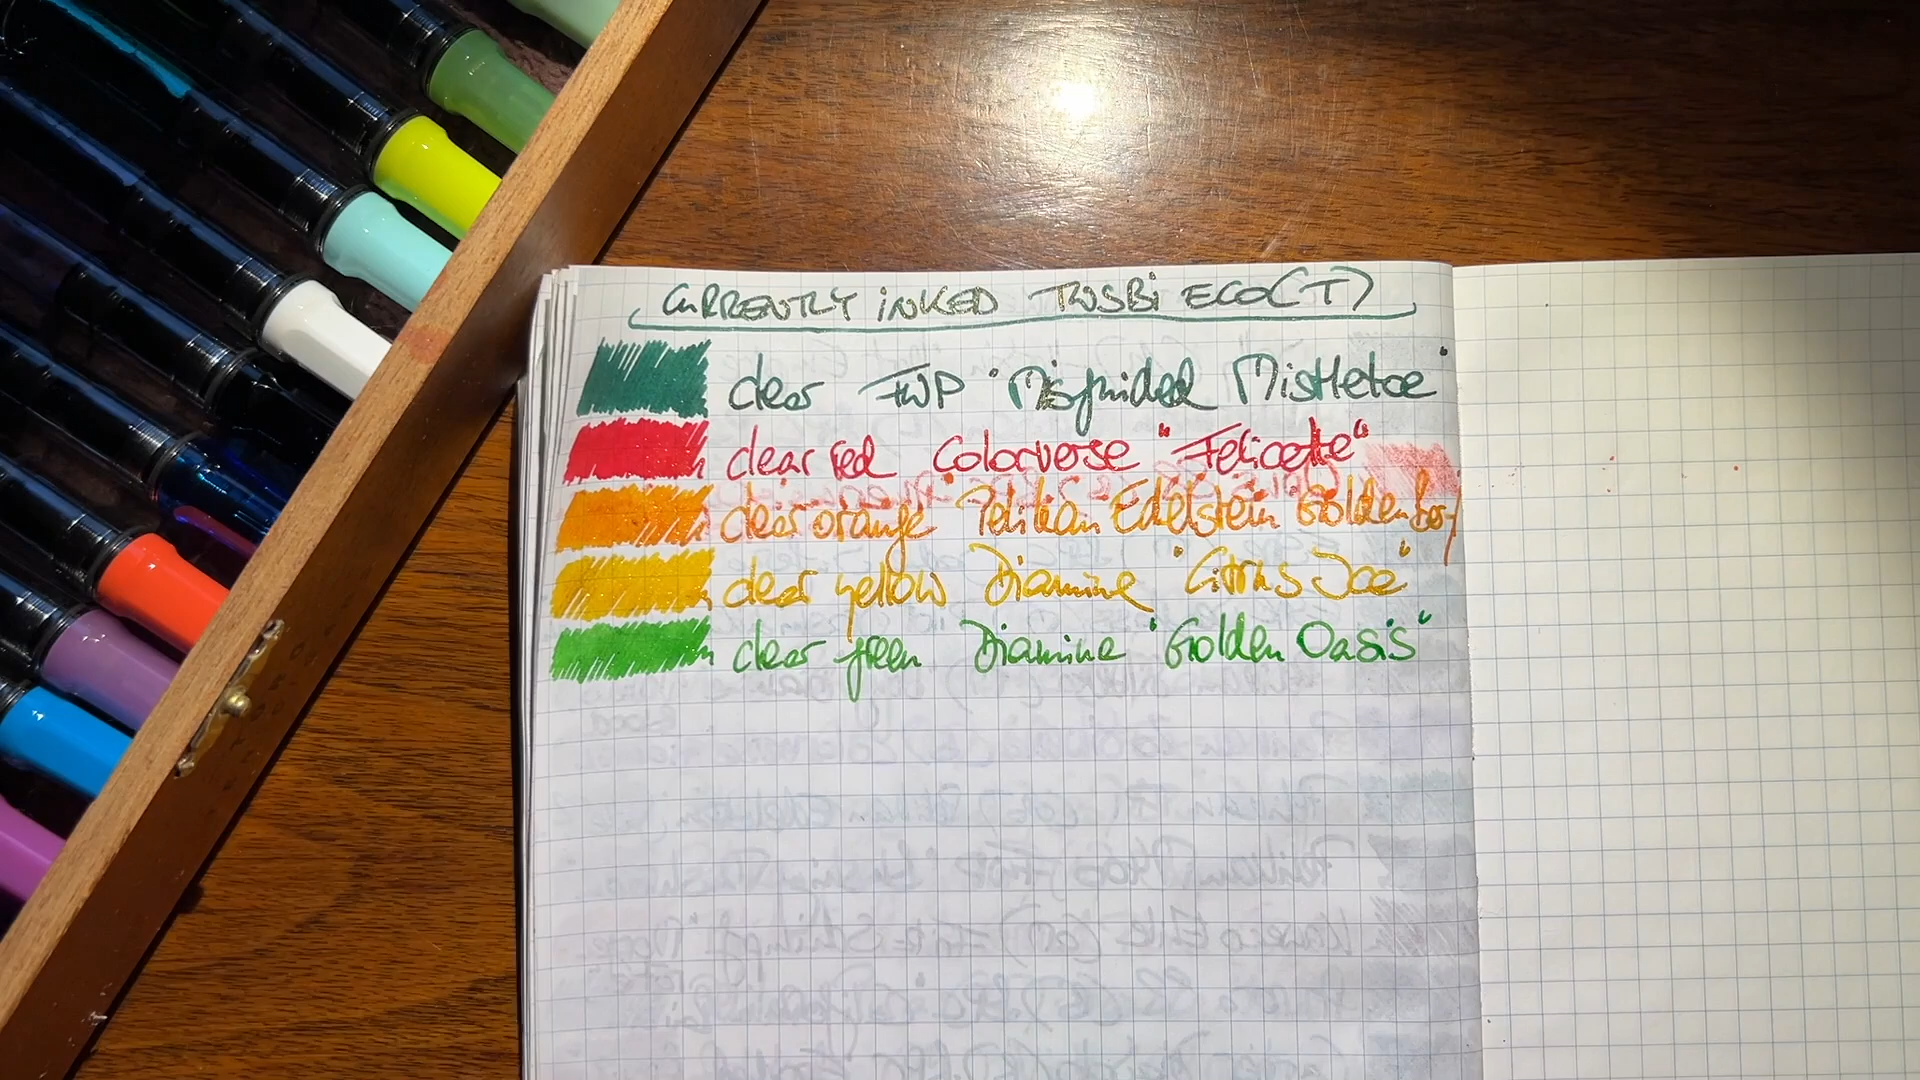 CURRENTLY iNKED TWSBi ECO(T)
clear FWP "Misguided Mistletoe"
clear red Colorverse "Felicette"
clear orange Pelikan Edelstein Golden Beryl
clear yellow Diamine "Citrus Ice"
clear green Diamine "Golden Oasis"